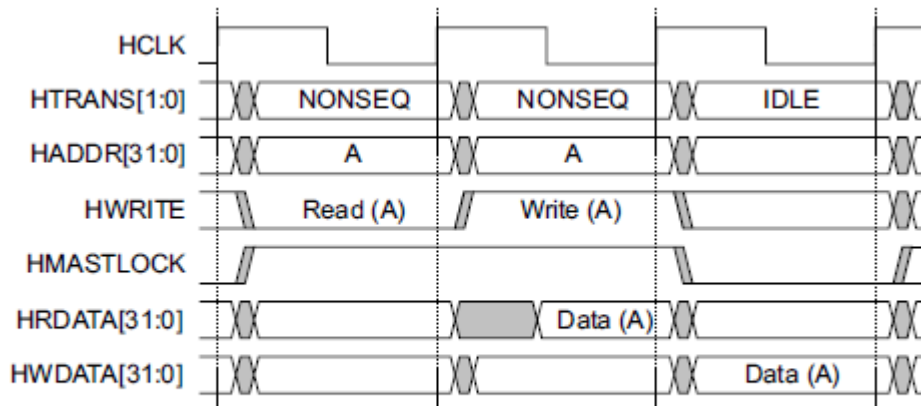 HCLK
HTRANS[1:0] NONSEQ NONSEQ IDLE
HADDR[31:0] A A
HWRITE Read (A) Write (A)
HMASTLOCK
HRDATA[31:0] Data (A)
HWDATA[31:0] Data (A)